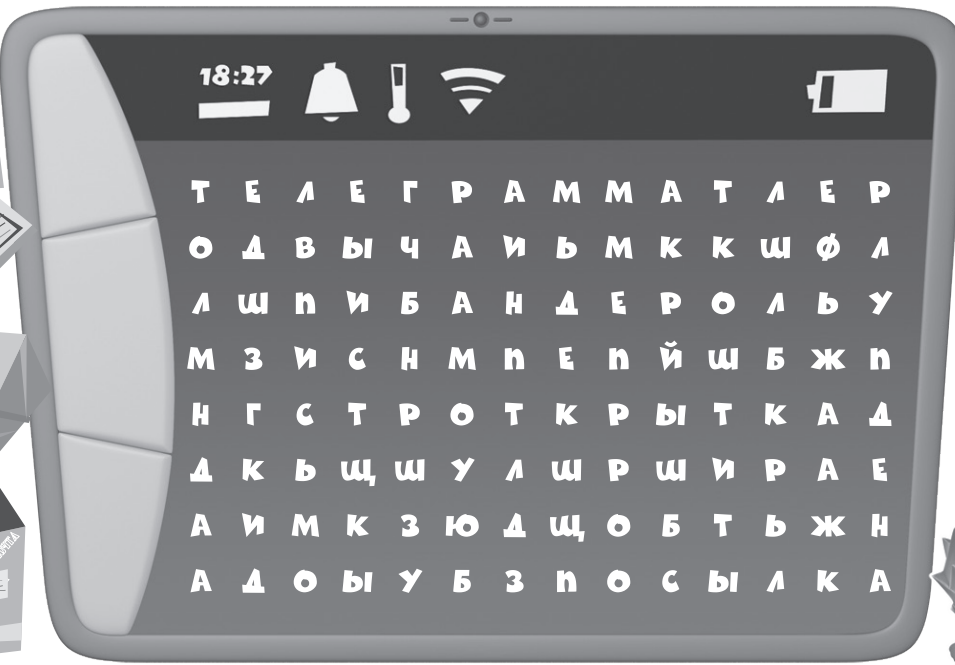 18:27
Т Е Л Е Г Р А М М А Т Л Е Р
О Д В Ы Ч А И Ь М К К Ш Ф Л
Л Ш П И Б А Н Д Е Р О Л Ь У
М З И С Н М П Е П Й Ш Б Ж П
Н Г С Т Р О Т К Р Ы Т К А Д
Д К Ь Щ Ш У Л Ш Р Ш И Р А Е
А И М К З Ю Д Щ О Б Т Ь Ж Н
А Д О Ы У Б З П О С Ы Л К А